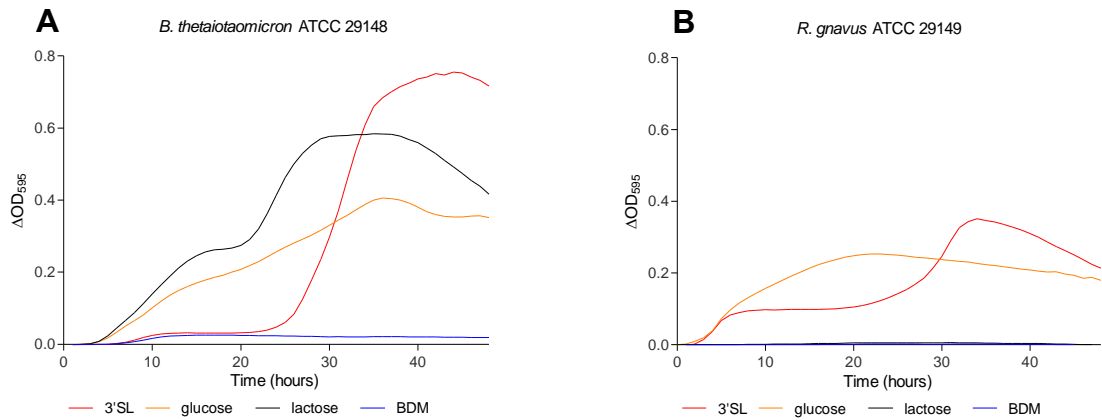 A
B. thetaiotaomicron ATCC 29148
0.8
0.6
0.4
0.2
0.0
ΔOD595
0 10 20 30 40
Time (hours)
3'SL glucose lactose BDM
B
R. gnavus ATCC 29149
0.8
0.6
0.4
0.2
0.0
ΔOD595
0 10 20 30 40
Time (hours)
3'SL glucose lactose BDM